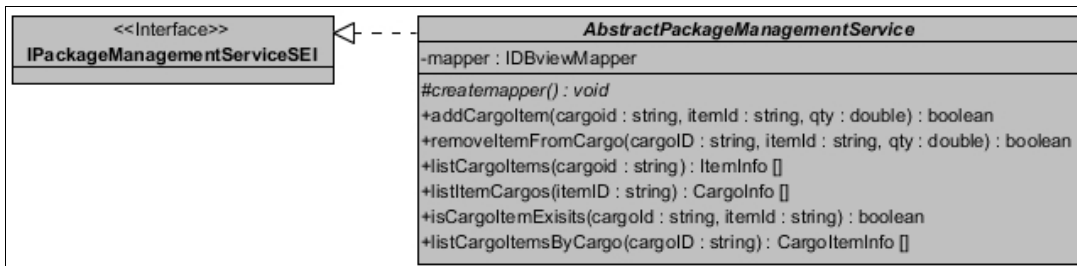 <<Interface>>
IPackageManagementServiceSEI
AbstractPackageManagementService
-mapper : IDBviewMapper
#createmapper() : void
+addCargoItem(cargoid : string, itemId : string, qty : double) : boolean
+removeItemFromCargo(cargoID : string, itemId : string, qty : double) : boolean
+listCargoItems(cargoid : string) : ItemInfo []
+listItemCargos(itemID : string) : CargoInfo []
+isCargoItemExisits(cargoId : string, itemId : string) : boolean
+listCargoItemsByCargo(cargoID : string) : CargoItemInfo []